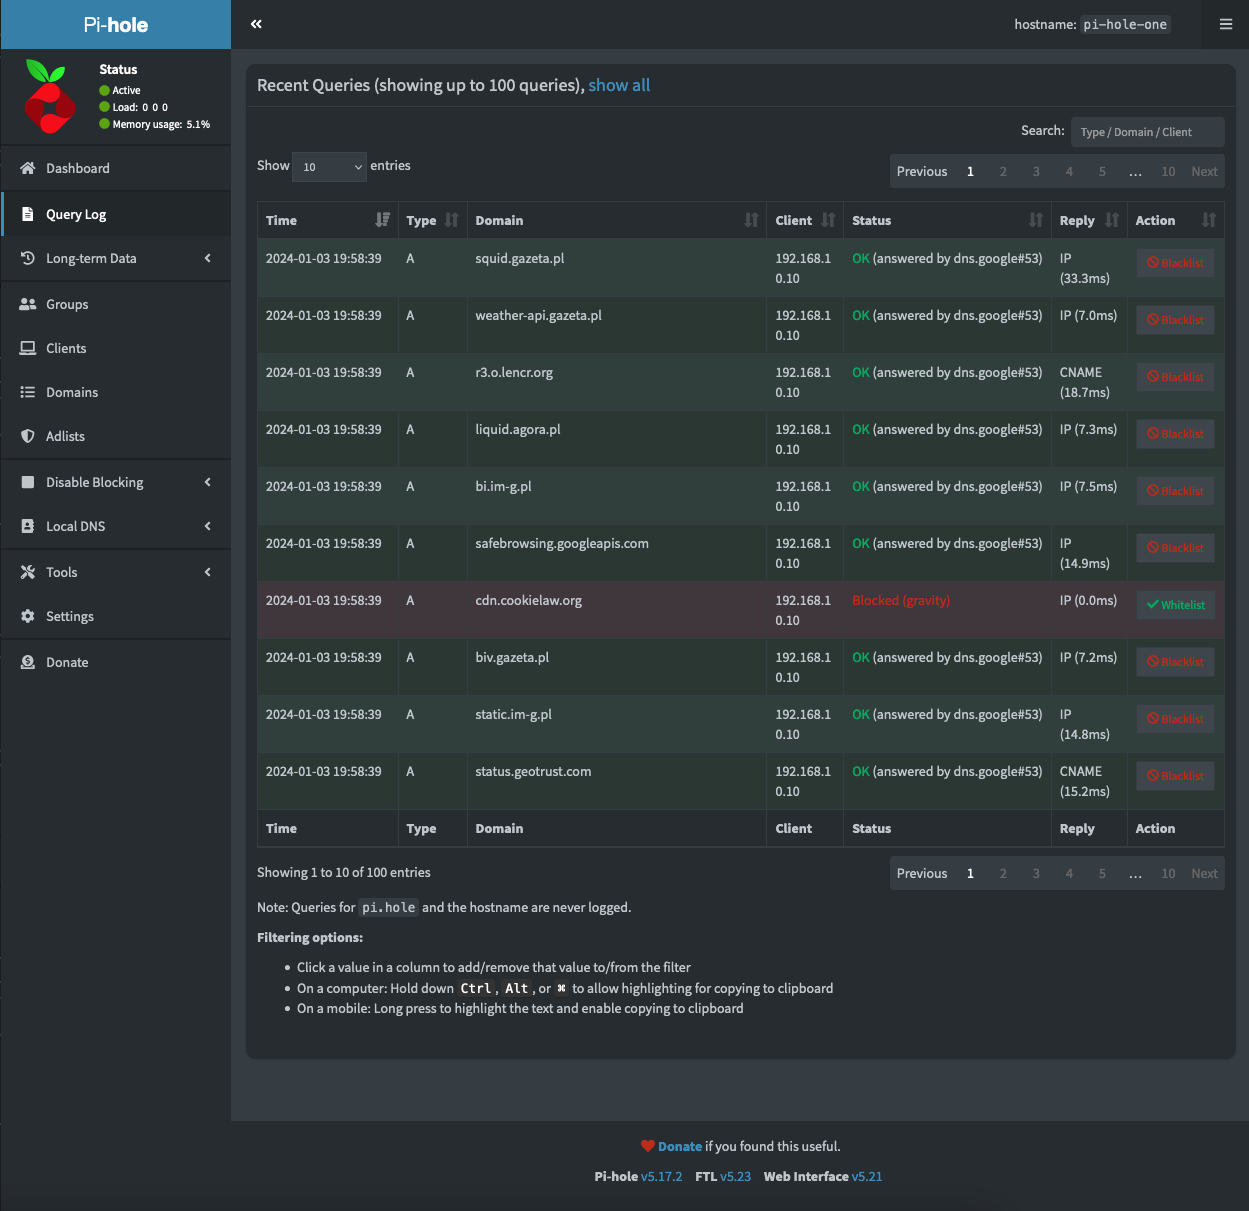 Pi-hole
hostname: pi-hole-one
Status
Active
Load: 0 0 0
Memory usage: 5.1%
Dashboard
Query Log
Long-term Data
Groups
Clients
Domains
Adlists
Disable Blocking
Local DNS
Tools
Settings
Donate
Recent Queries (showing up to 100 queries), show all
Search: Type / Domain / Client
Show 10 entries
Previous 1 2 3 4 5 … 10 Next
Time Type Domain Client Status Reply Action
2024-01-03 19:58:39 A squid.gazeta.pl 192.168.1 OK (answered by dns.google#53) IP Blacklist
0.10 (33.3ms)
2024-01-03 19:58:39 A weather-api.gazeta.pl 192.168.1 OK (answered by dns.google#53) IP (7.0ms) Blacklist
0.10
2024-01-03 19:58:39 A r3.o.lencr.org 192.168.1 OK (answered by dns.google#53) CNAME Blacklist
0.10 (18.7ms)
2024-01-03 19:58:39 A liquid.agora.pl 192.168.1 OK (answered by dns.google#53) IP (7.3ms) Blacklist
0.10
2024-01-03 19:58:39 A bi.im-g.pl 192.168.1 OK (answered by dns.google#53) IP (7.5ms) Blacklist
0.10
2024-01-03 19:58:39 A safebrowsing.googleapis.com 192.168.1 OK (answered by dns.google#53) IP Blacklist
0.10 (14.9ms)
2024-01-03 19:58:39 A cdn.cookielaw.org 192.168.1 Blocked (gravity) IP (0.0ms) Whitelist
0.10
2024-01-03 19:58:39 A biv.gazeta.pl 192.168.1 OK (answered by dns.google#53) IP (7.2ms) Blacklist
0.10
2024-01-03 19:58:39 A static.im-g.pl 192.168.1 OK (answered by dns.google#53) IP Blacklist
0.10 (14.8ms)
2024-01-03 19:58:39 A status.geotrust.com 192.168.1 OK (answered by dns.google#53) CNAME Blacklist
0.10 (15.2ms)
Time Type Domain Client Status Reply Action
Showing 1 to 10 of 100 entries
Previous 1 2 3 4 5 … 10 Next
Note: Queries for pi.hole and the hostname are never logged.
Filtering options:
• Click a value in a column to add/remove that value to/from the filter
• On a computer: Hold down Ctrl, Alt, or ⌘ to allow highlighting for copying to clipboard
• On a mobile: Long press to highlight the text and enable copying to clipboard
Donate if you found this useful.
Pi-hole v5.17.2 FTL v5.23 Web Interface v5.21